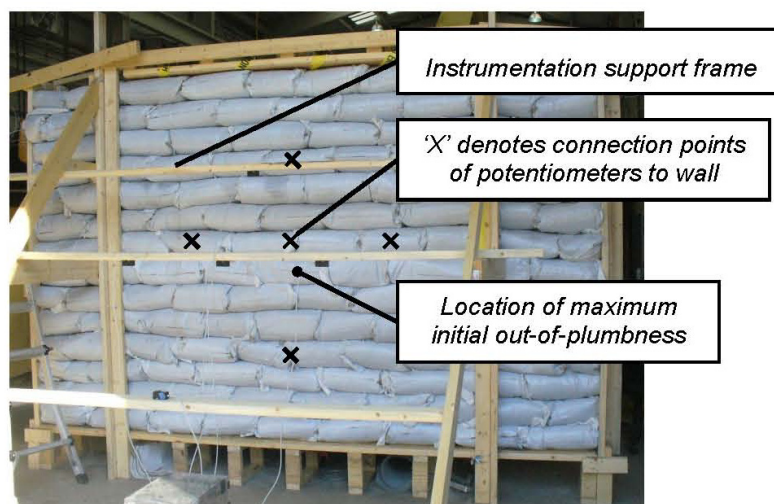 Instrumentation support frame
'X' denotes connection points
of potentiometers to wall
Location of maximum
initial out-of-plumbness